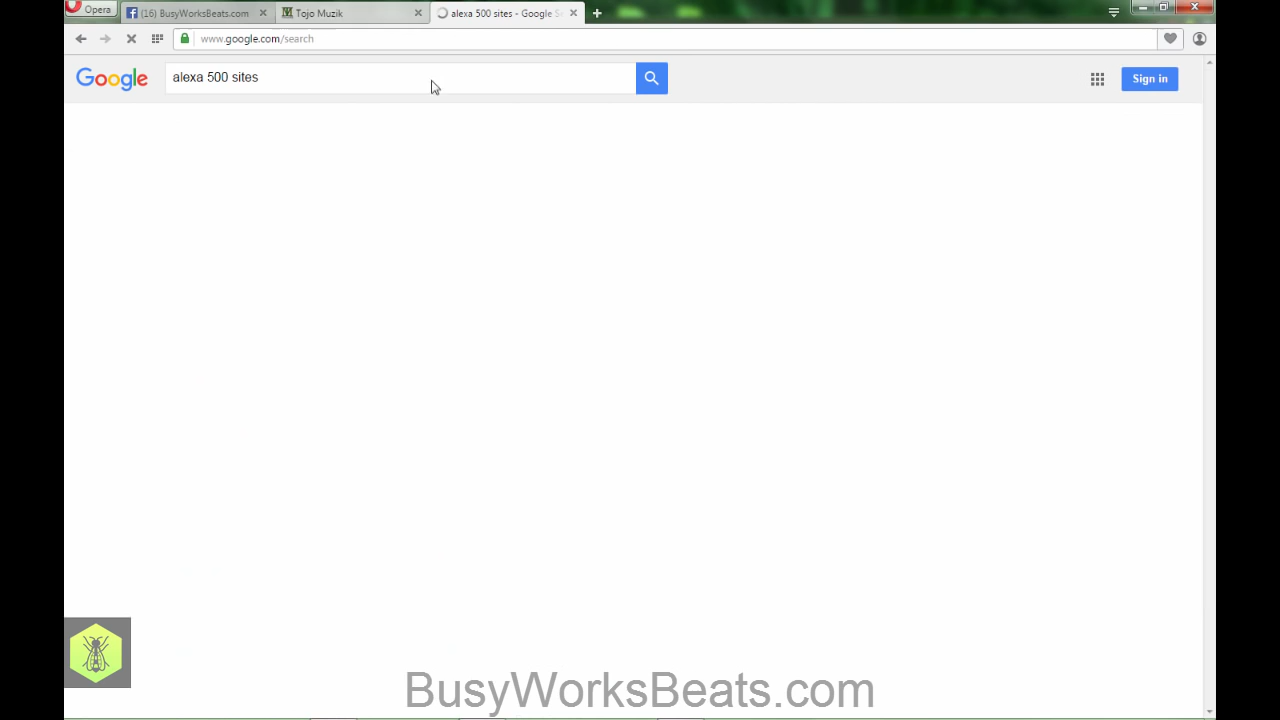 Opera
(16) BusyWorksBeats.com
Tojo Muzik
alexa 500 sites - Google S
www.google.com/search
Google
alexa 500 sites
Sign in
BusyWorksBeats.com